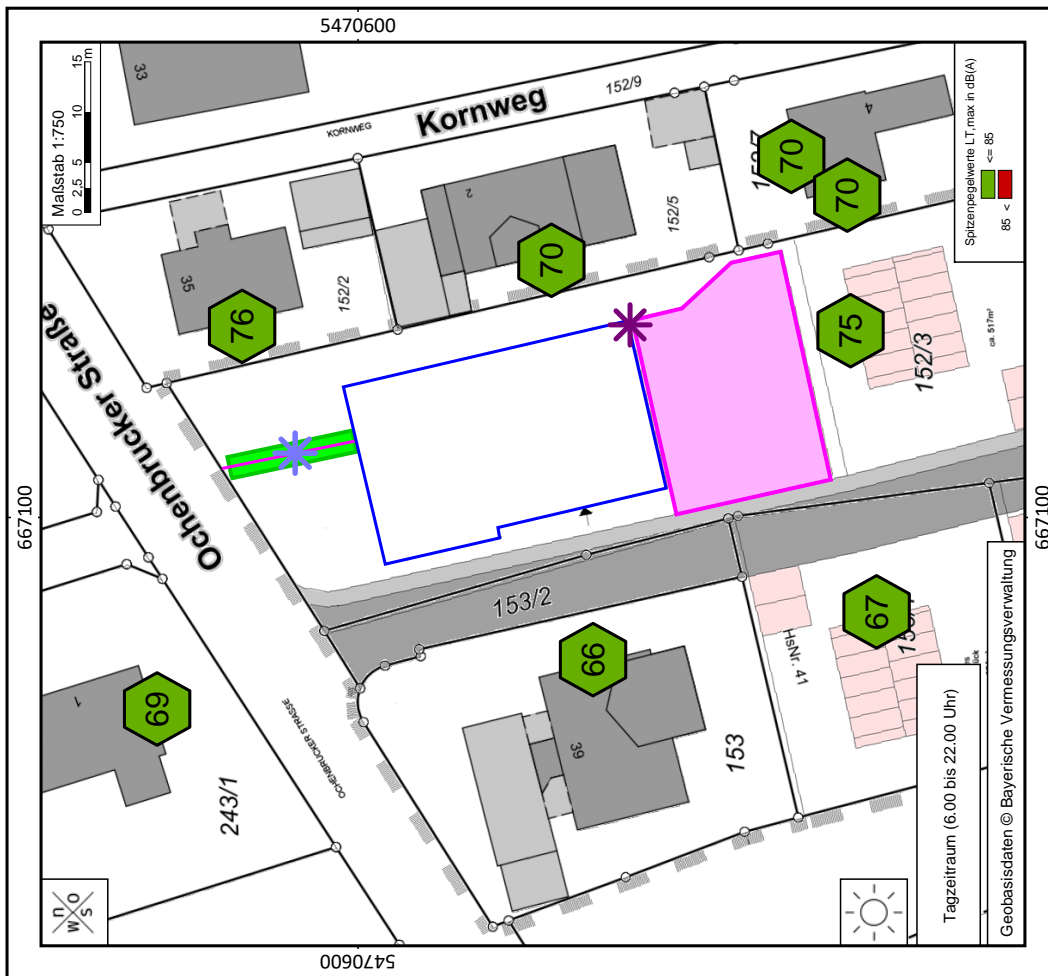 5470600
Maßstab 1:750
0 2,5 5 10 15
m
33
KORNWEG
Kornweg
152/9
4
Spitzenpegelwerte LT,max in dB(A)
<= 85
85 <
35
76
152/2
2
70
152/5
70
70
Ochenbrucker Straße
75
152/3
ca. 517m²
667100
667100
153/2
HsNr. 41
67
66
69
1
OCHENBRUCKER STRASSE
39
153
243/1
n
w o
s
Tagzeitraum (6.00 bis 22.00 Uhr)
Geobasisdaten © Bayerische Vermessungsverwaltung
5470600